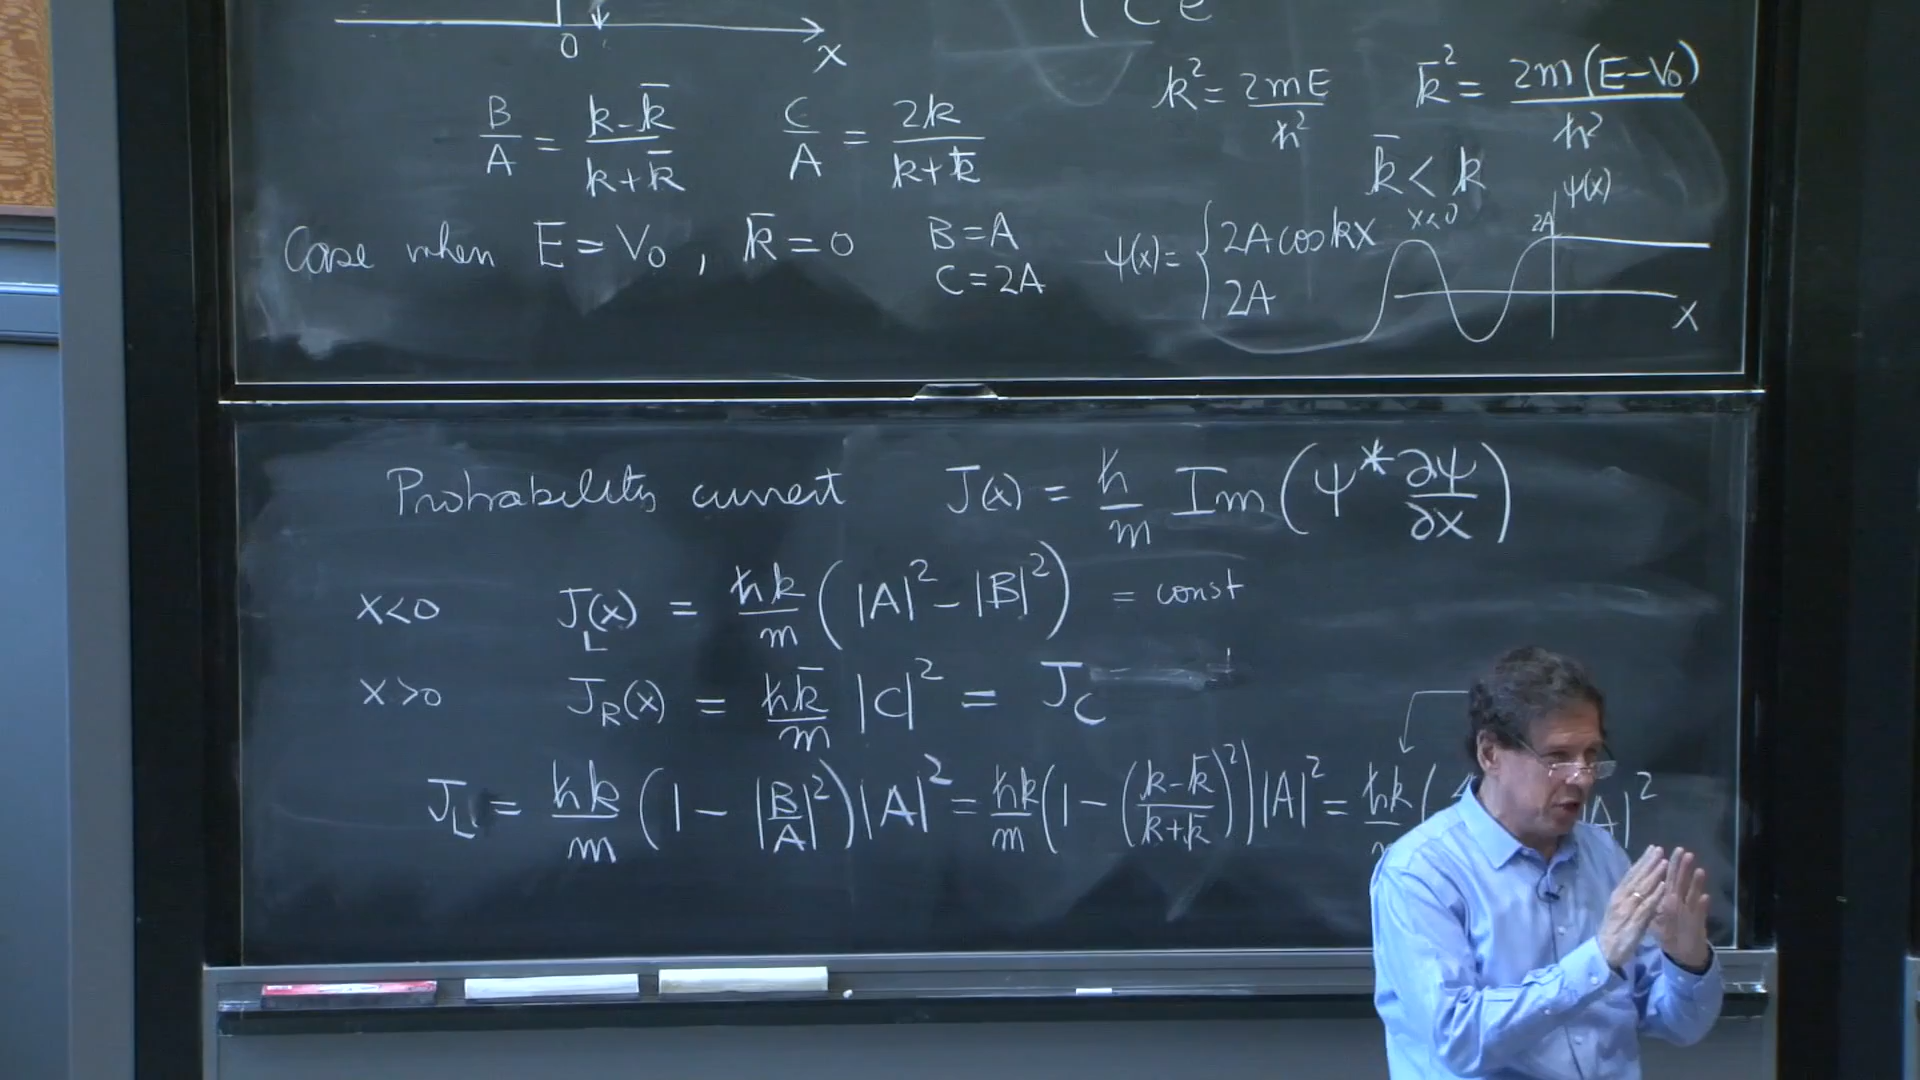 0 x
( C e
B/A = (k-k̄)/(k+k̄) C/A = 2k/(k+k̄)
k² = 2mE/ħ² k̄² = 2m(E-V₀)/ħ²
k̄ < k
Case when E = V₀, k̄ = 0 B = A
C = 2A
ψ(x) = { 2A cos kx x<0
2A
2A ψ(x)
x
Probability current J(x) = ħ/m Im(ψ* ∂ψ/∂x)
x<0 J_L(x) = ħk/m (|A|² - |B|²) = const
x>0 J_R(x) = ħk̄/m |C|² = J_C
J_L = ħk/m (1 - |B/A|²)|A|² = ħk/m (1 - ((k-k̄)/(k+k̄))²)|A|² = ħk/m ( |A|²